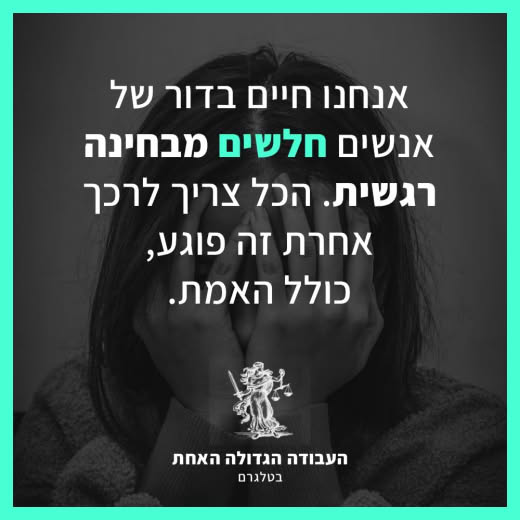 אנחנו חיים בדור של
אנשים חלשים מבחינה
רגשית. הכל צריך לרכך
אחרת זה פוגע,
כולל האמת.
העבודה הגדולה האחת
בטלגרם